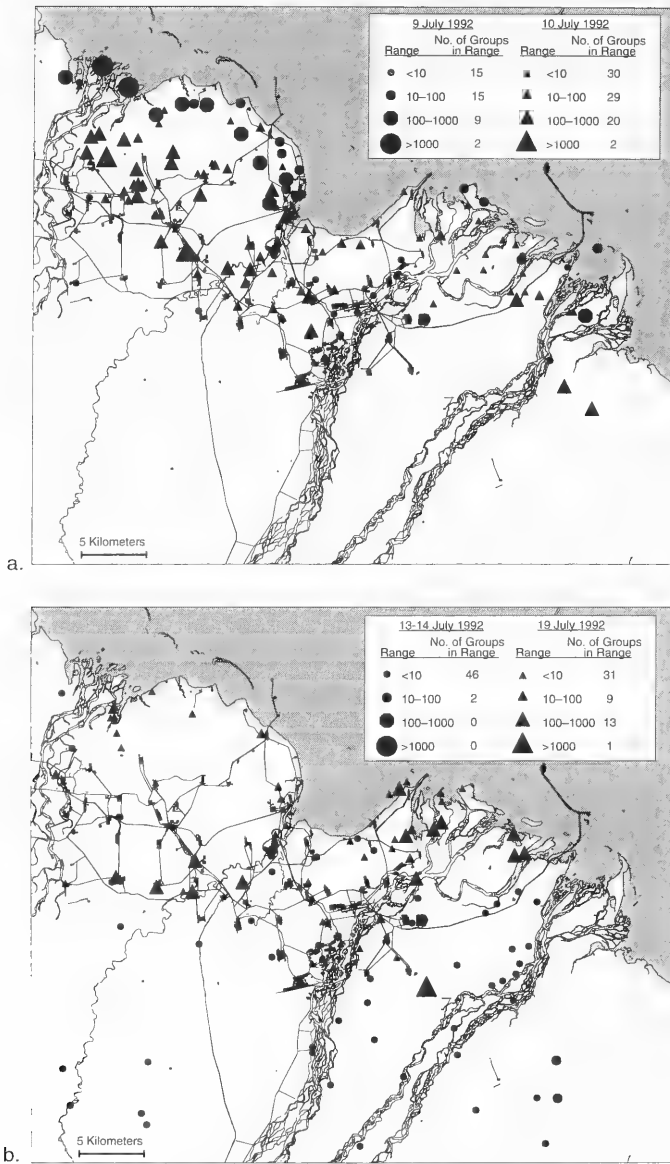 9 July 1992 10 July 1992
No. of Groups No. of Groups
Range in Range Range in Range
<10 15 <10 30
10–100 15 10–100 29
100–1000 9 100–1000 20
>1000 2 >1000 2
5 Kilometers
a.
13-14 July 1992 19 July 1992
No. of Groups No. of Groups
Range in Range Range in Range
<10 46 <10 31
10–100 2 10–100 9
100–1000 0 100–1000 13
>1000 0 >1000 1
5 Kilometers
b.